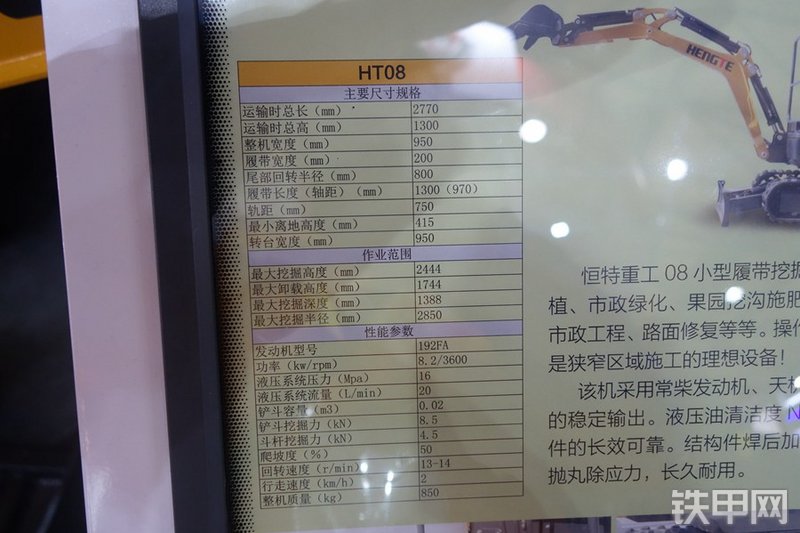 HENGTE
HT08
主要尺寸规格
运输时总长(mm) 2770
运输时总高(mm) 1300
整机宽度(mm) 950
履带宽度(mm) 200
尾部回转半径(mm) 800
履带长度(轴距)(mm) 1300(970)
轨距(mm) 750
最小离地高度(mm) 415
转台宽度(mm) 950
作业范围
最大挖掘高度(mm) 2444
最大卸载高度(mm) 1744
最大挖掘深度(mm) 1388
最大挖掘半径(mm) 2850
性能参数
发动机型号 192FA
功率(kw/rpm) 8.2/3600
液压系统压力(Mpa) 16
液压系统流量(L/min) 20
铲斗容量(m3) 0.02
铲斗挖掘力(kN) 8.5
斗杆挖掘力(kN) 4.5
爬坡度(%) 50
回转速度(r/min) 13-14
行走速度(km/h) 2
整机质量(kg) 850
恒特重工08小型履带挖掘
植、市政绿化、果园挖沟施肥
市政工程、路面修复等等。操作
是狭窄区域施工的理想设备！
该机采用常柴发动机、天
的稳定输出。液压油清洁度 N
件的长效可靠。结构件焊后加
抛丸除应力，长久耐用。
铁甲网